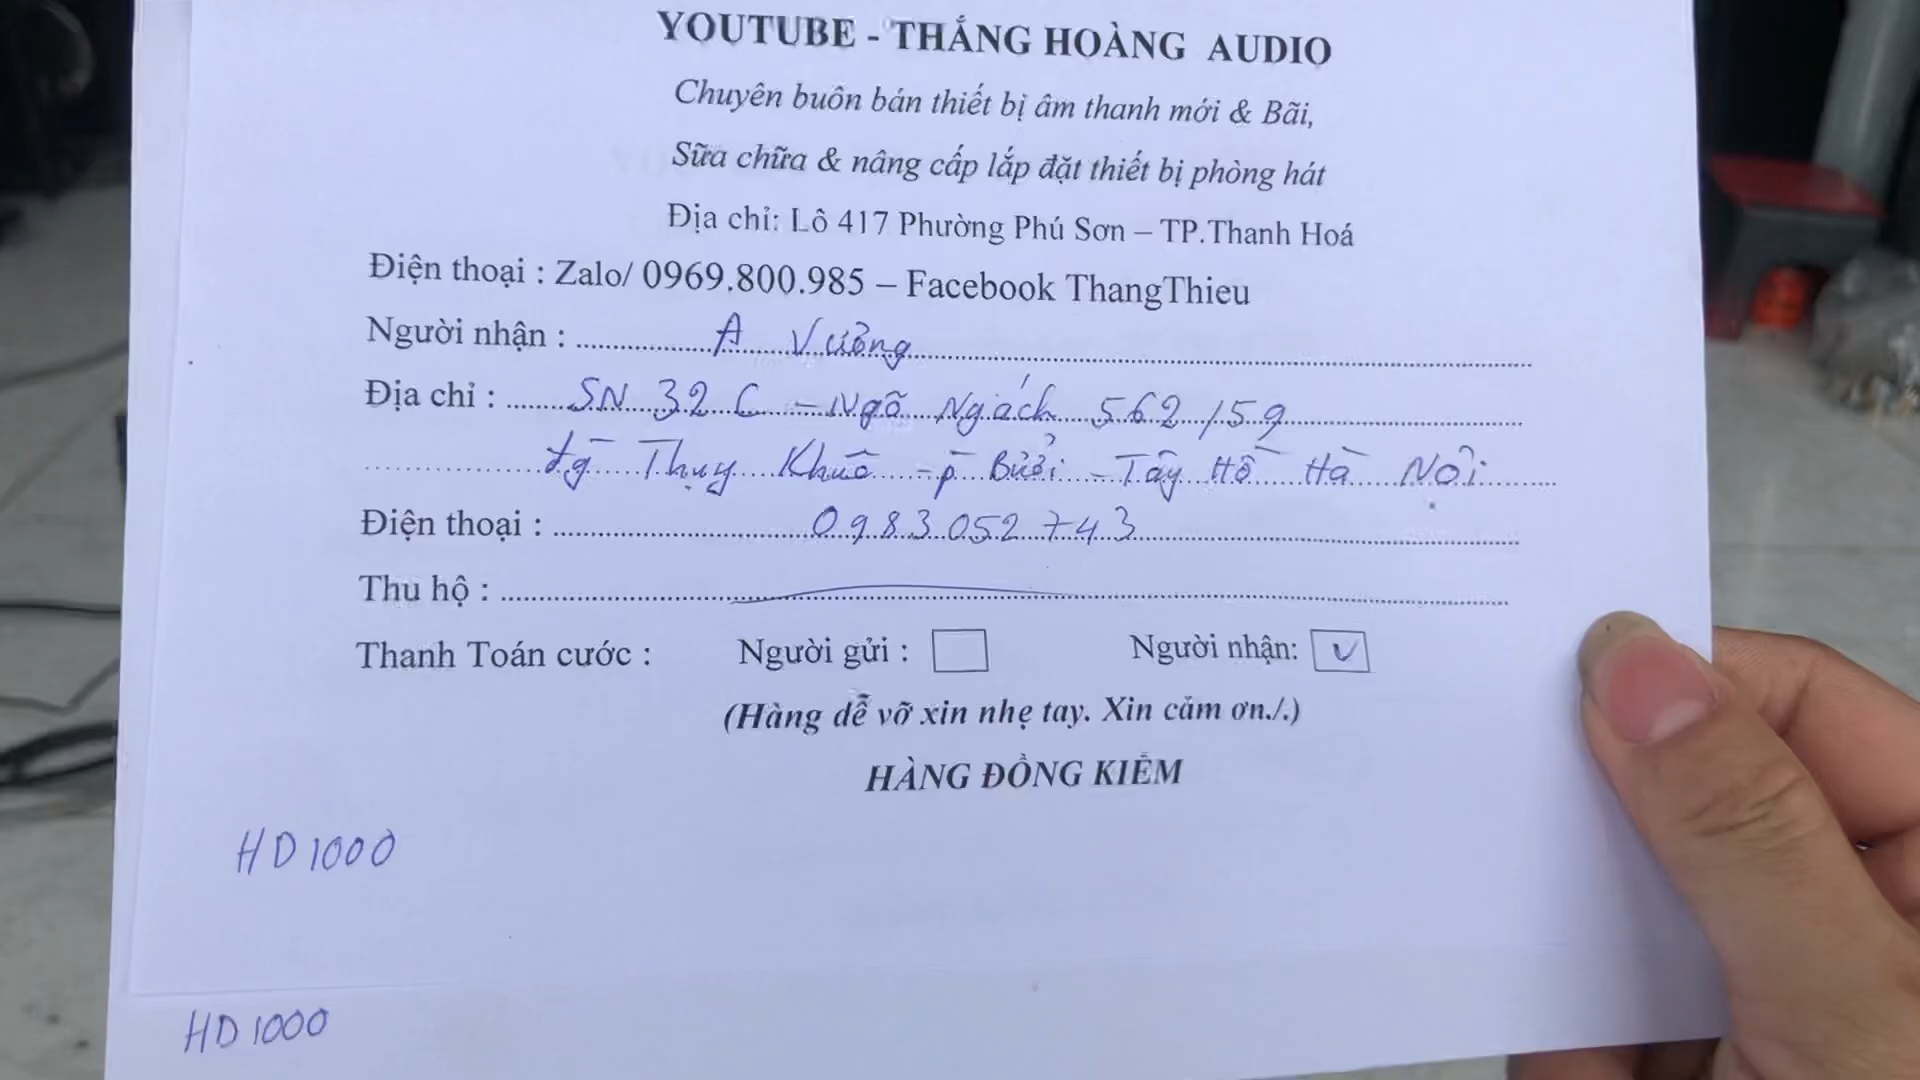 YOUTUBE - THẮNG HOÀNG AUDIO
Chuyên buôn bán thiết bị âm thanh mới & Bãi,
Sữa chữa & nâng cấp lắp đặt thiết bị phòng hát
Địa chỉ: Lô 417 Phường Phú Sơn – TP.Thanh Hoá
Điện thoại : Zalo/ 0969.800.985 – Facebook ThangThieu
Người nhận : A Vưởng
Địa chỉ : SN 32 C – Ngõ Ngách 562/59
đg Thụy Khuê - p Bưởi - Tây Hồ Hà Nội
Điện thoại : 0983052743
Thu hộ :
Thanh Toán cước : Người gửi : Người nhận: V
(Hàng dễ vỡ xin nhẹ tay. Xin cảm ơn./.)
HÀNG ĐỒNG KIỂM
HD1000
HD1000